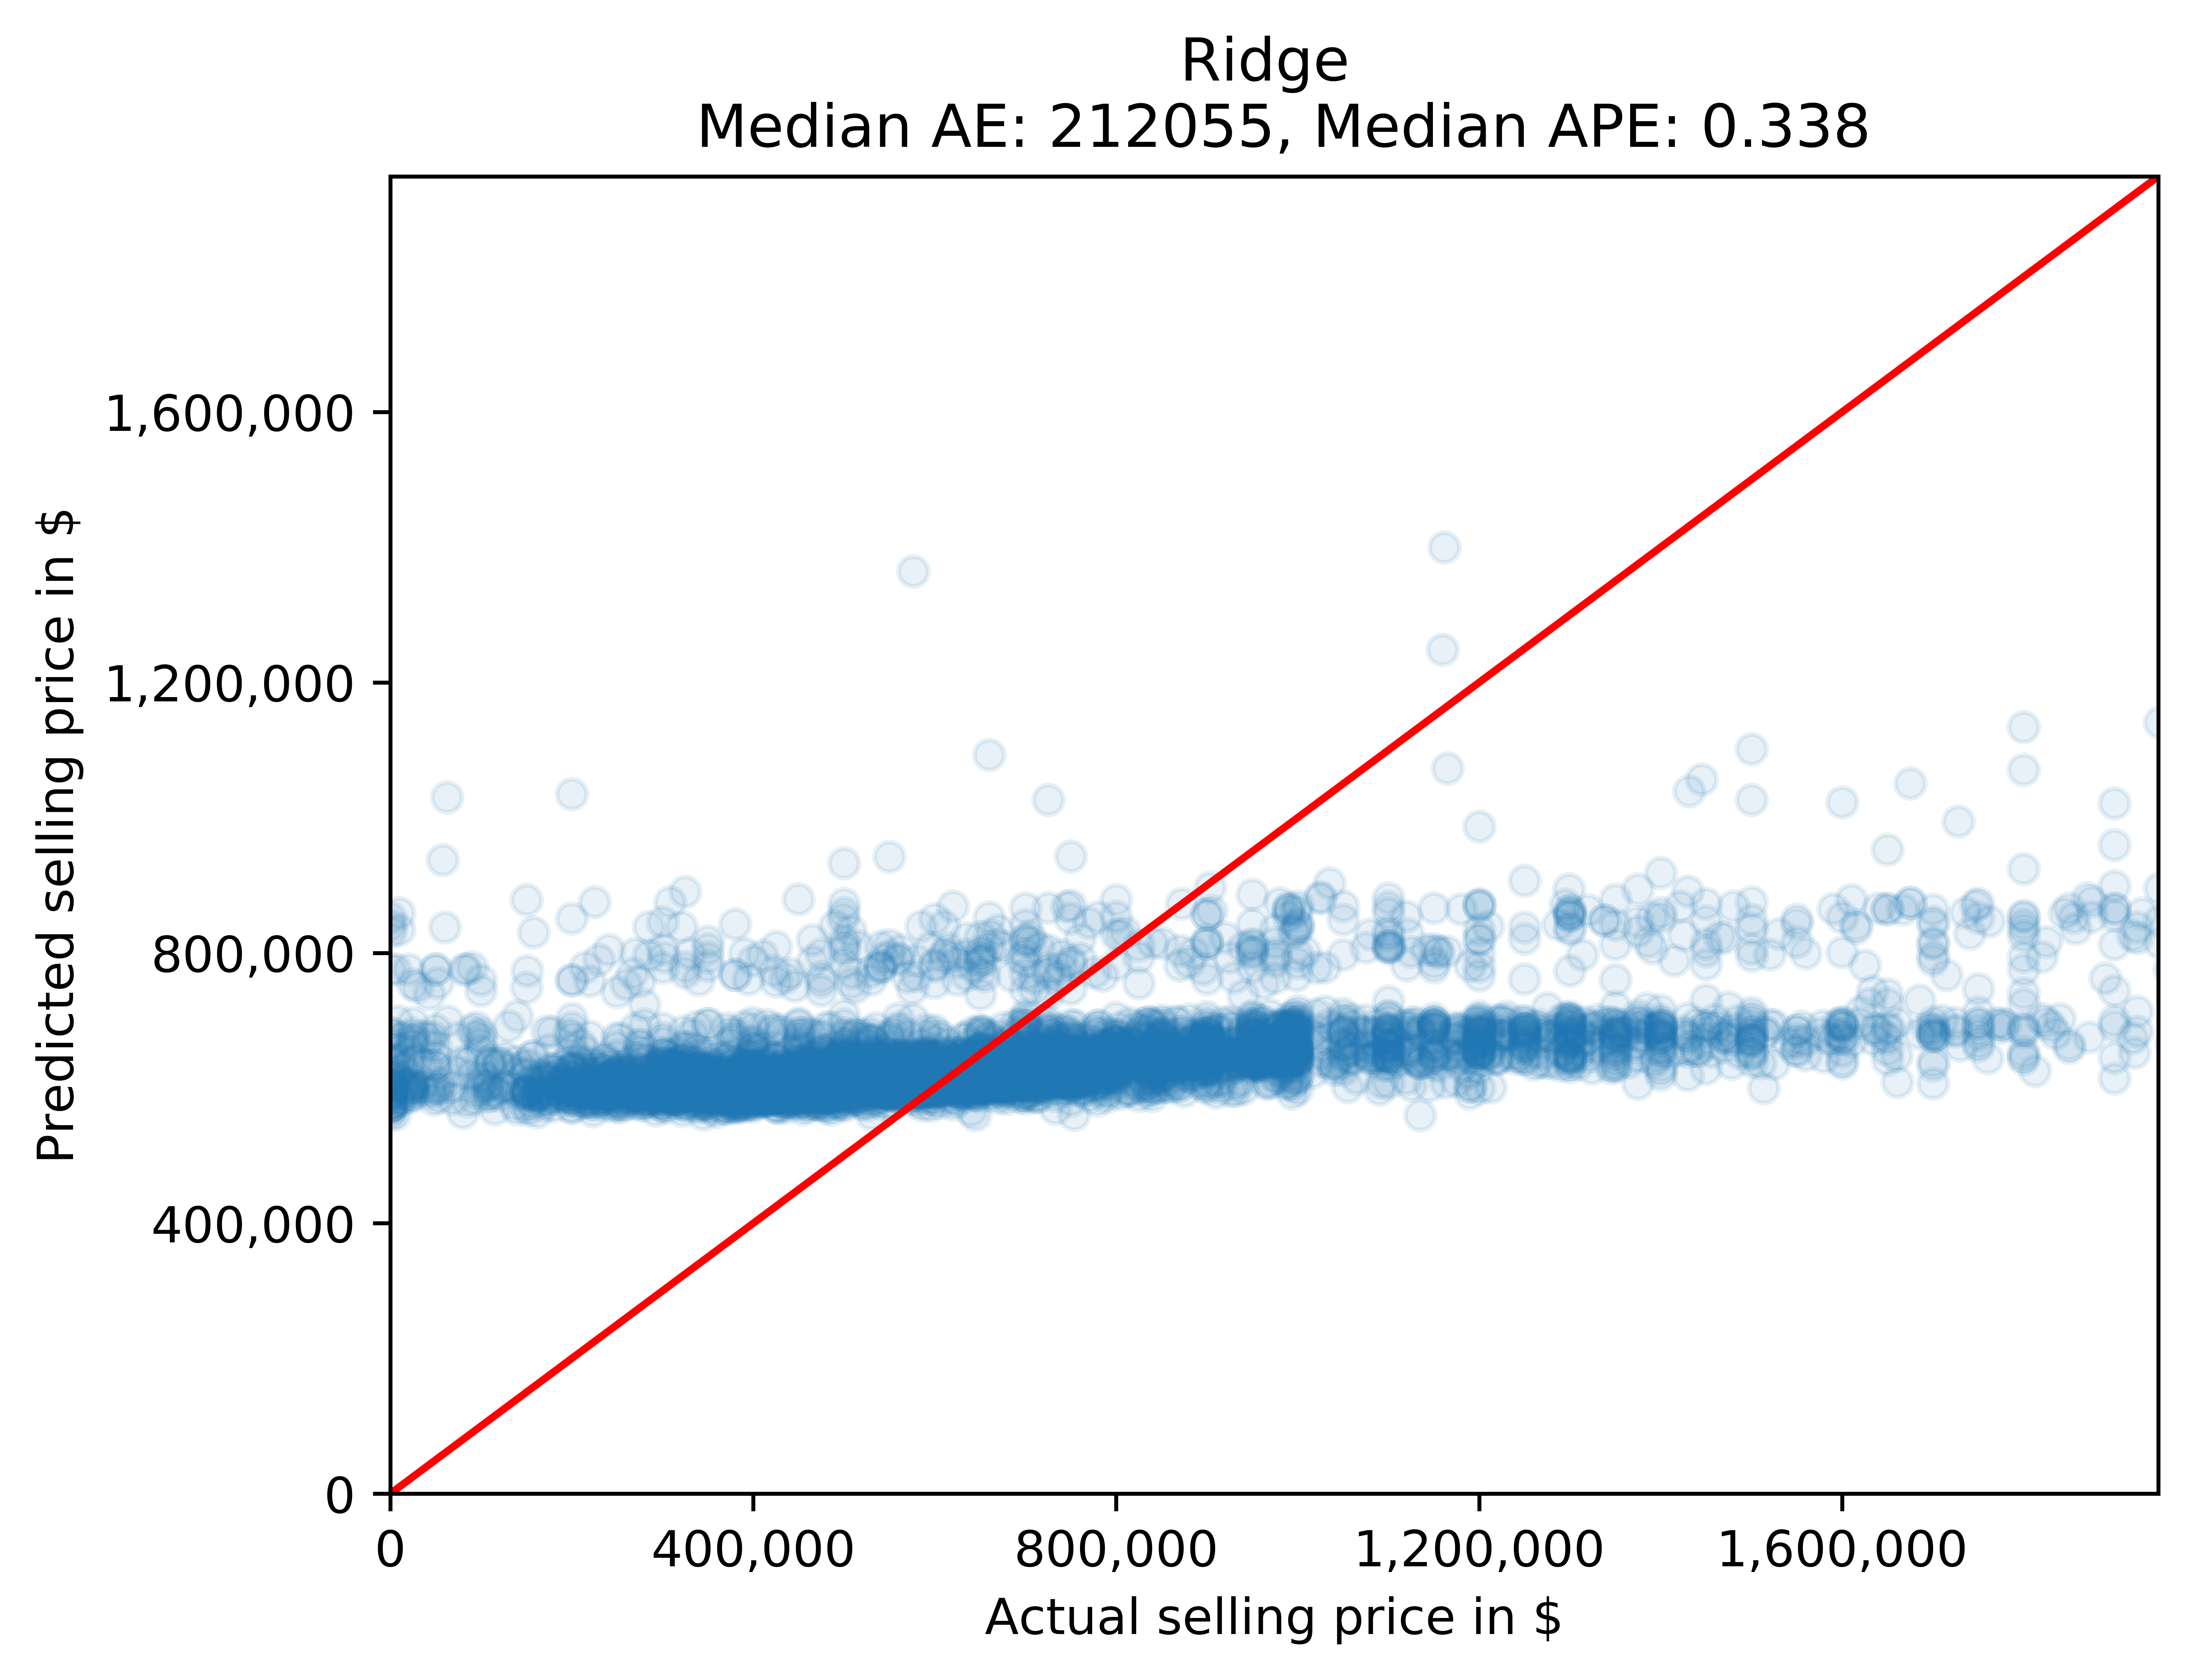 Ridge
Median AE: 212055, Median APE: 0.338
Predicted selling price in $
1,600,000
1,200,000
800,000
400,000
0
0 400,000 800,000 1,200,000 1,600,000
Actual selling price in $